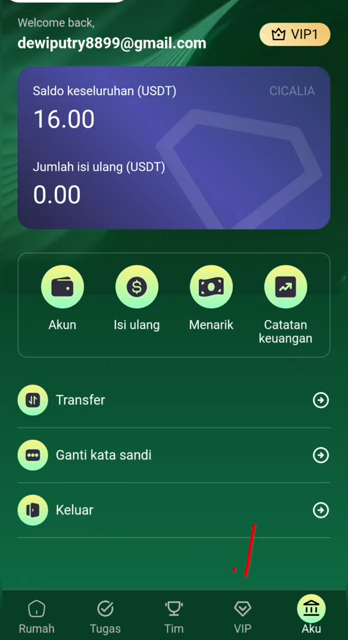 Welcome back,
dewiputry8899@gmail.com
VIP1
Saldo keseluruhan (USDT)
CICALIA
16.00
Jumlah isi ulang (USDT)
0.00
Akun
Isi ulang
Menarik
Catatan
keuangan
Transfer
Ganti kata sandi
Keluar
Rumah
Tugas
Tim
VIP
Aku